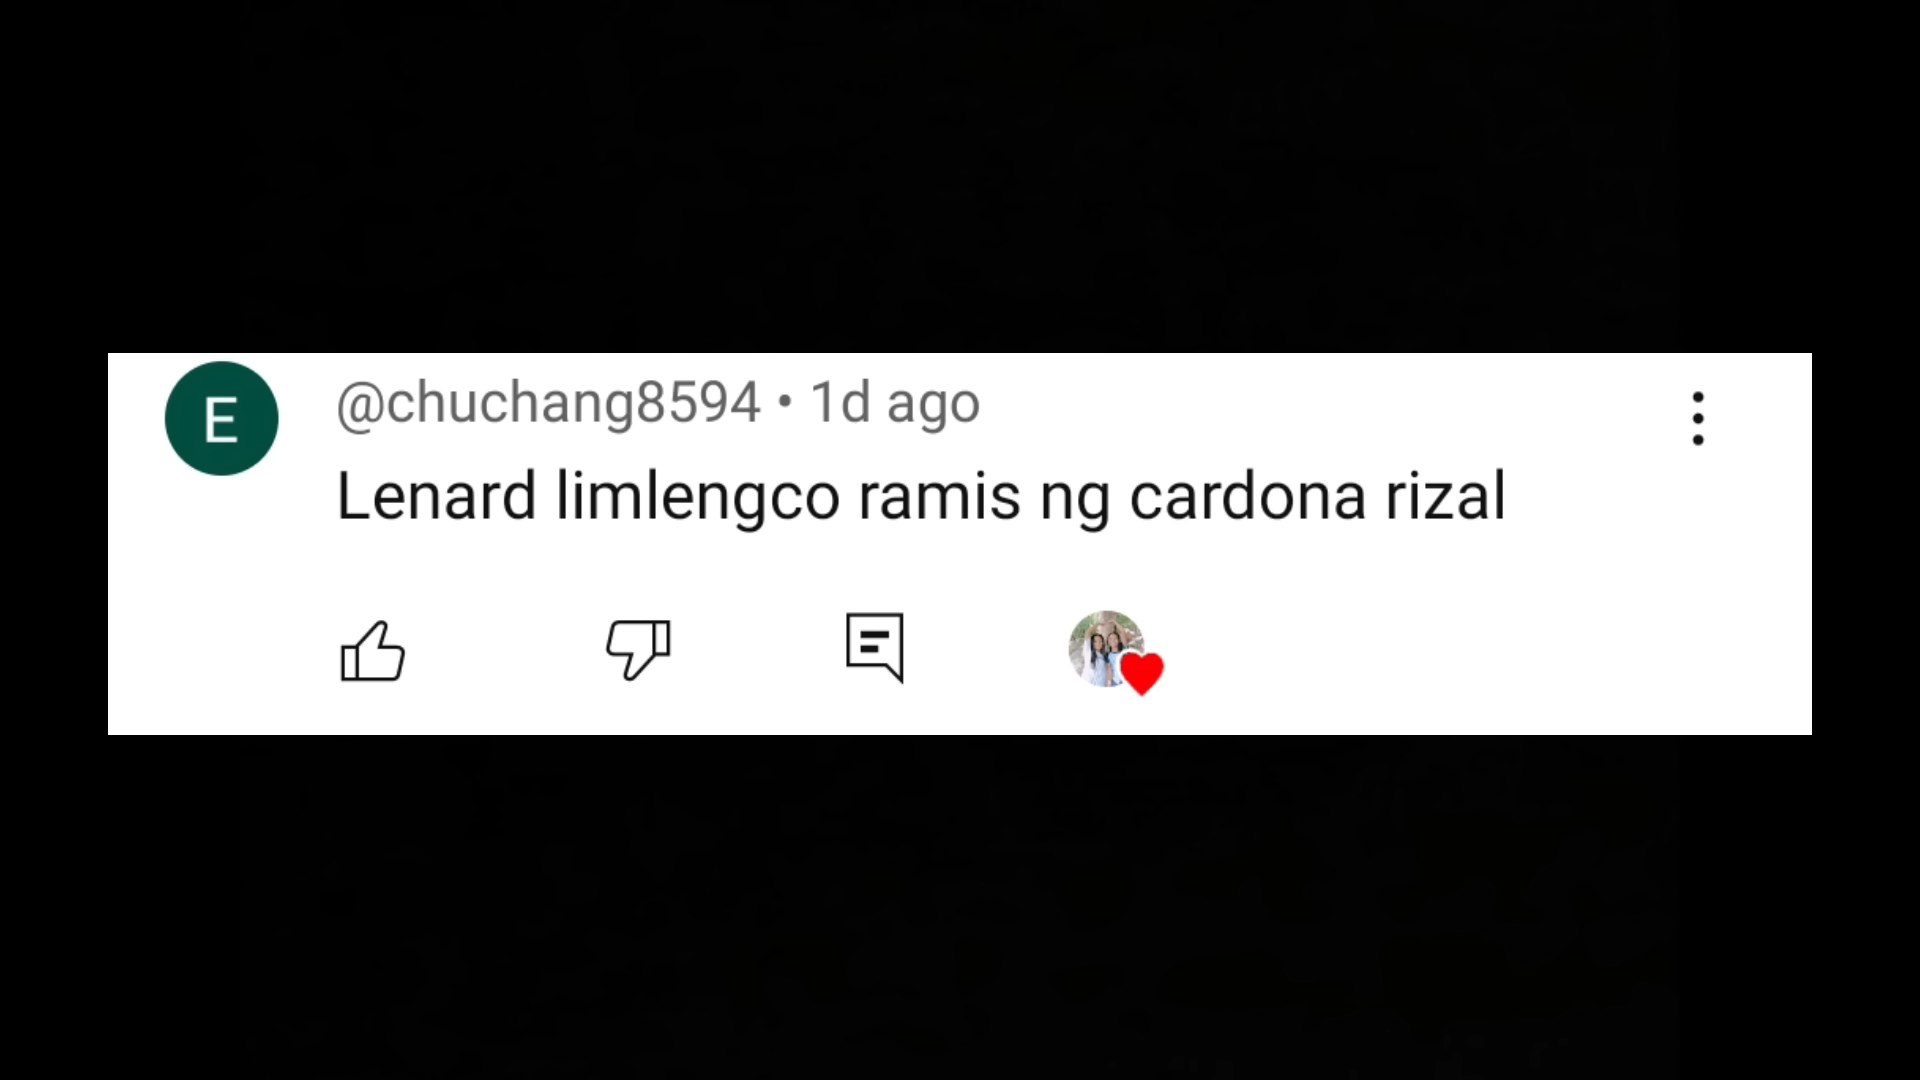 E
@chuchang8594 • 1d ago
Lenard limlengco ramis ng cardona rizal